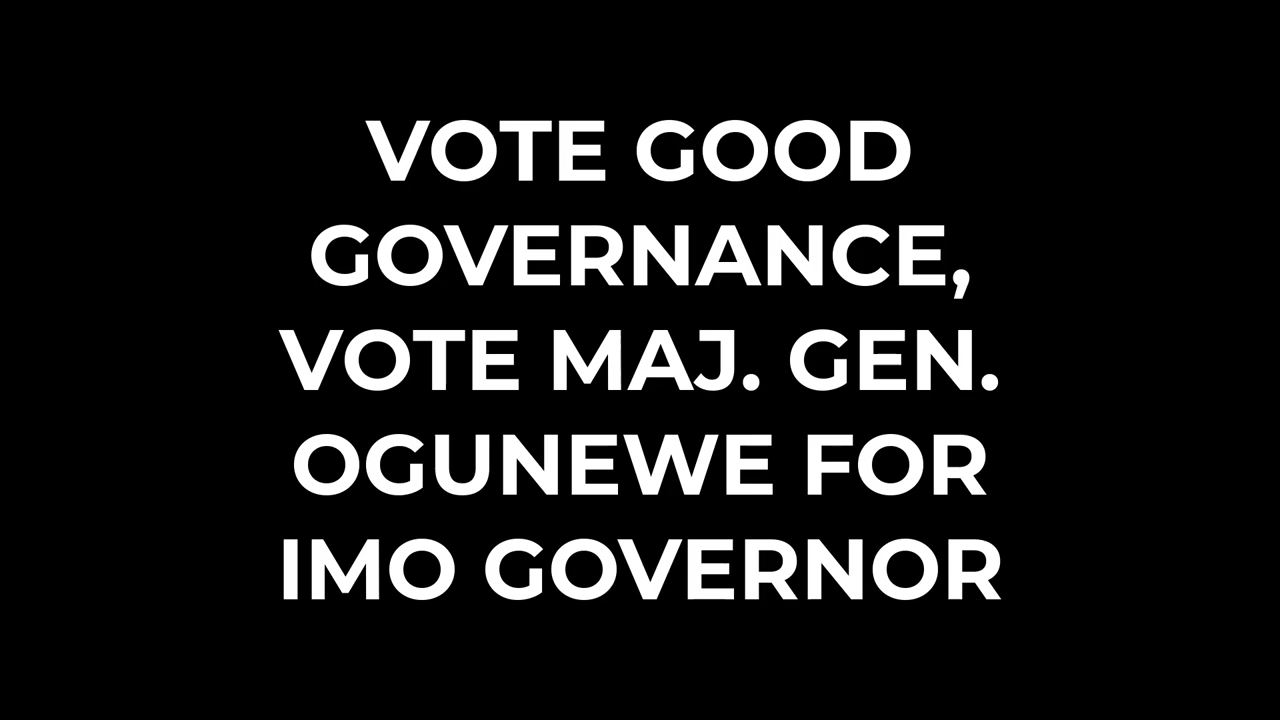 VOTE GOOD
GOVERNANCE,
VOTE MAJ. GEN.
OGUNEWE FOR
IMO GOVERNOR